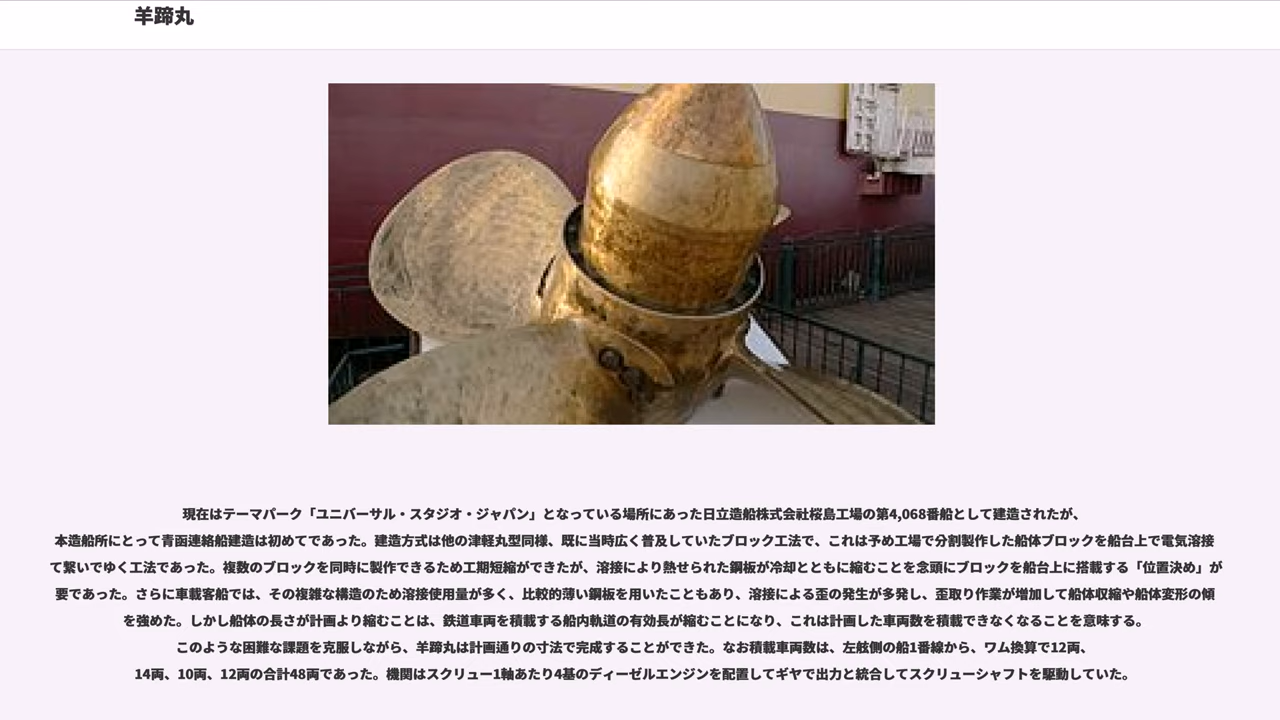 羊蹄丸
現在はテーマパーク「ユニバーサル・スタジオ・ジャパン」となっている場所にあった日立造船株式会社桜島工場の第4,068番船として建造されたが、
本造船所にとって青函連絡船建造は初めてであった。建造方式は他の津軽丸型同様、既に当時広く普及していたブロック工法で、これは予め工場で分割製作した船体ブロックを船台上で電気溶接
て繋いでゆく工法であった。複数のブロックを同時に製作できるため工期短縮ができたが、溶接により熱せられた鋼板が冷却とともに縮むことを念頭にブロックを船台上に搭載する「位置決め」が
要であった。さらに車載客船では、その複雑な構造のため溶接使用量が多く、比較的薄い鋼板を用いたこともあり、溶接による歪の発生が多発し、歪取り作業が増加して船体収縮や船体変形の傾
を強めた。しかし船体の長さが計画より縮むことは、鉄道車両を積載する船内軌道の有効長が縮むことになり、これは計画した車両数を積載できなくなることを意味する。
このような困難な課題を克服しながら、羊蹄丸は計画通りの寸法で完成することができた。なお積載車両数は、左舷側の船1番線から、ワム換算で12両、
14両、10両、12両の合計48両であった。機関はスクリュー1軸あたり4基のディーゼルエンジンを配置してギヤで出力と統合してスクリューシャフトを駆動していた。